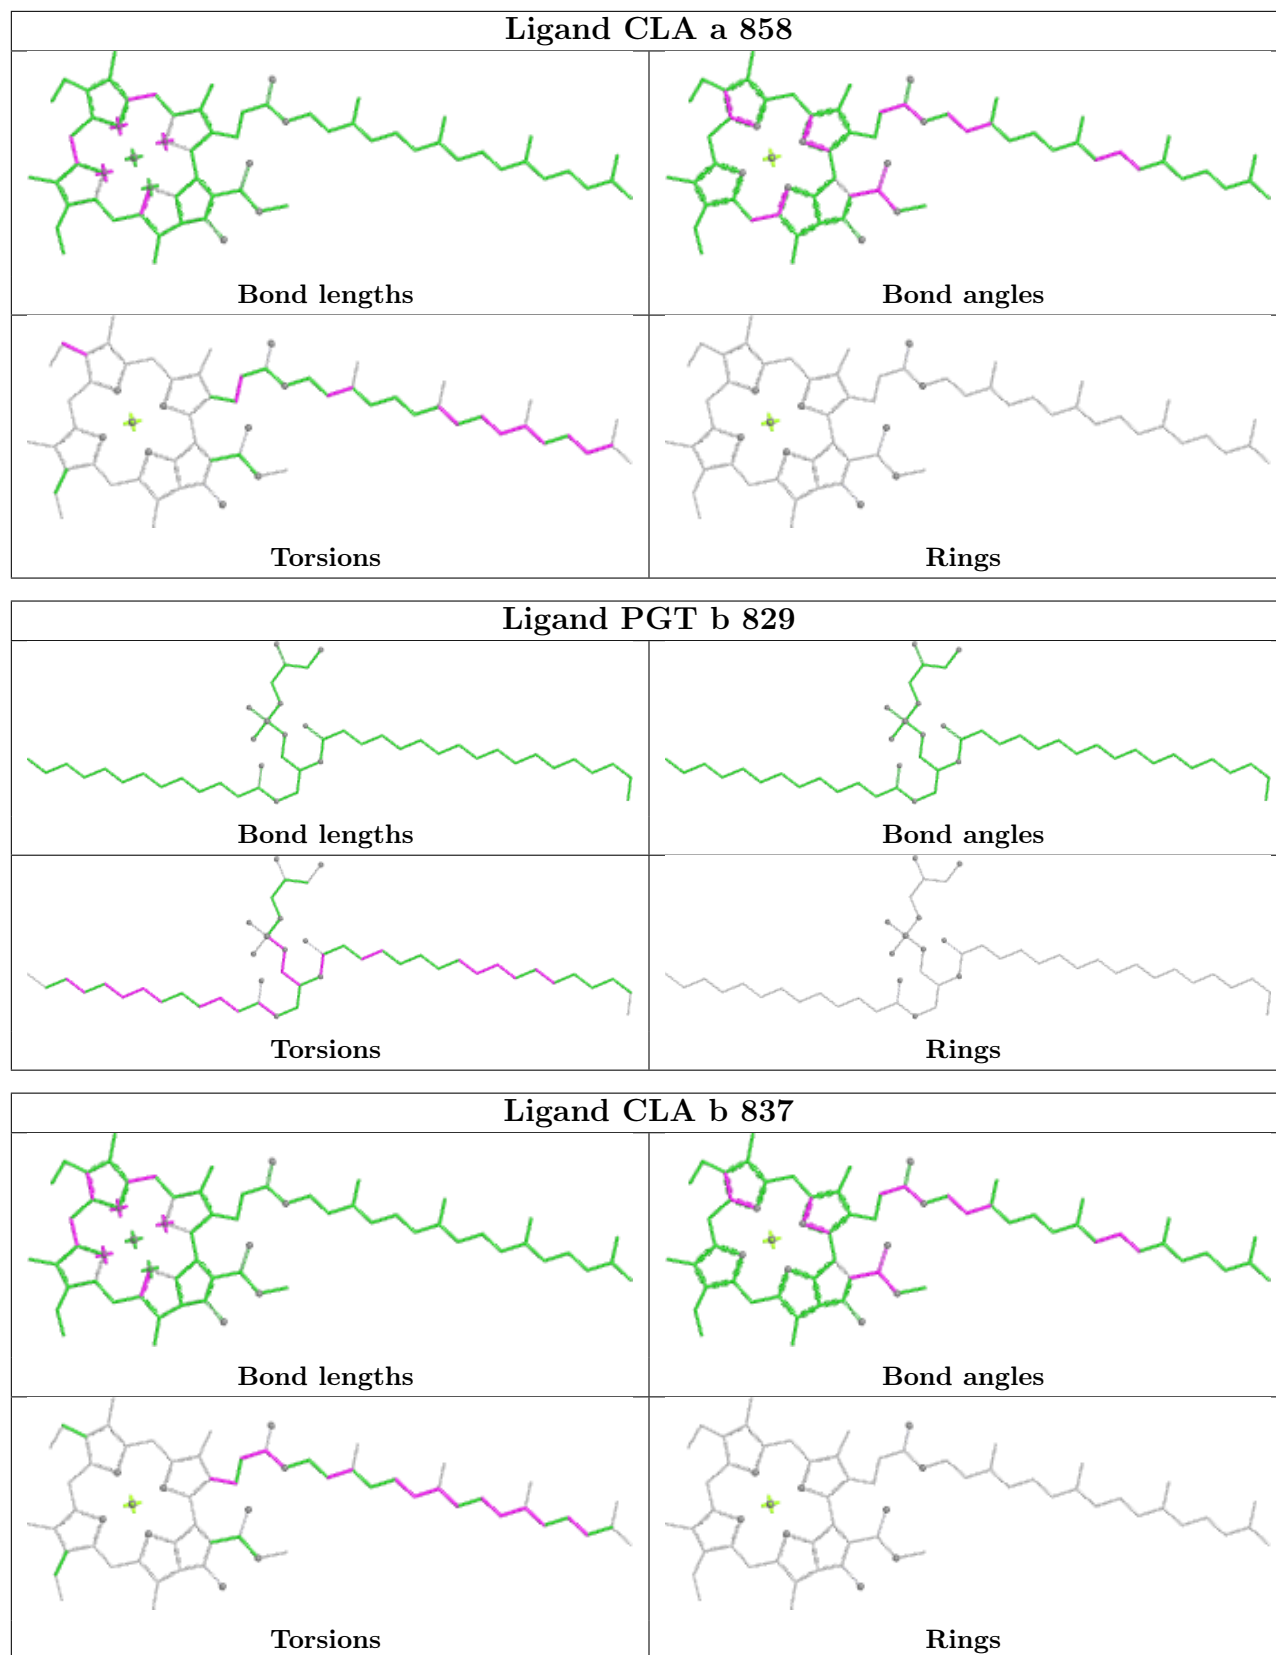 Ligand CLA a 858
Bond lengths
Bond angles
Torsions
Rings
Ligand PGT b 829
Bond lengths
Bond angles
Torsions
Rings
Ligand CLA b 837
Bond lengths
Bond angles
Torsions
Rings